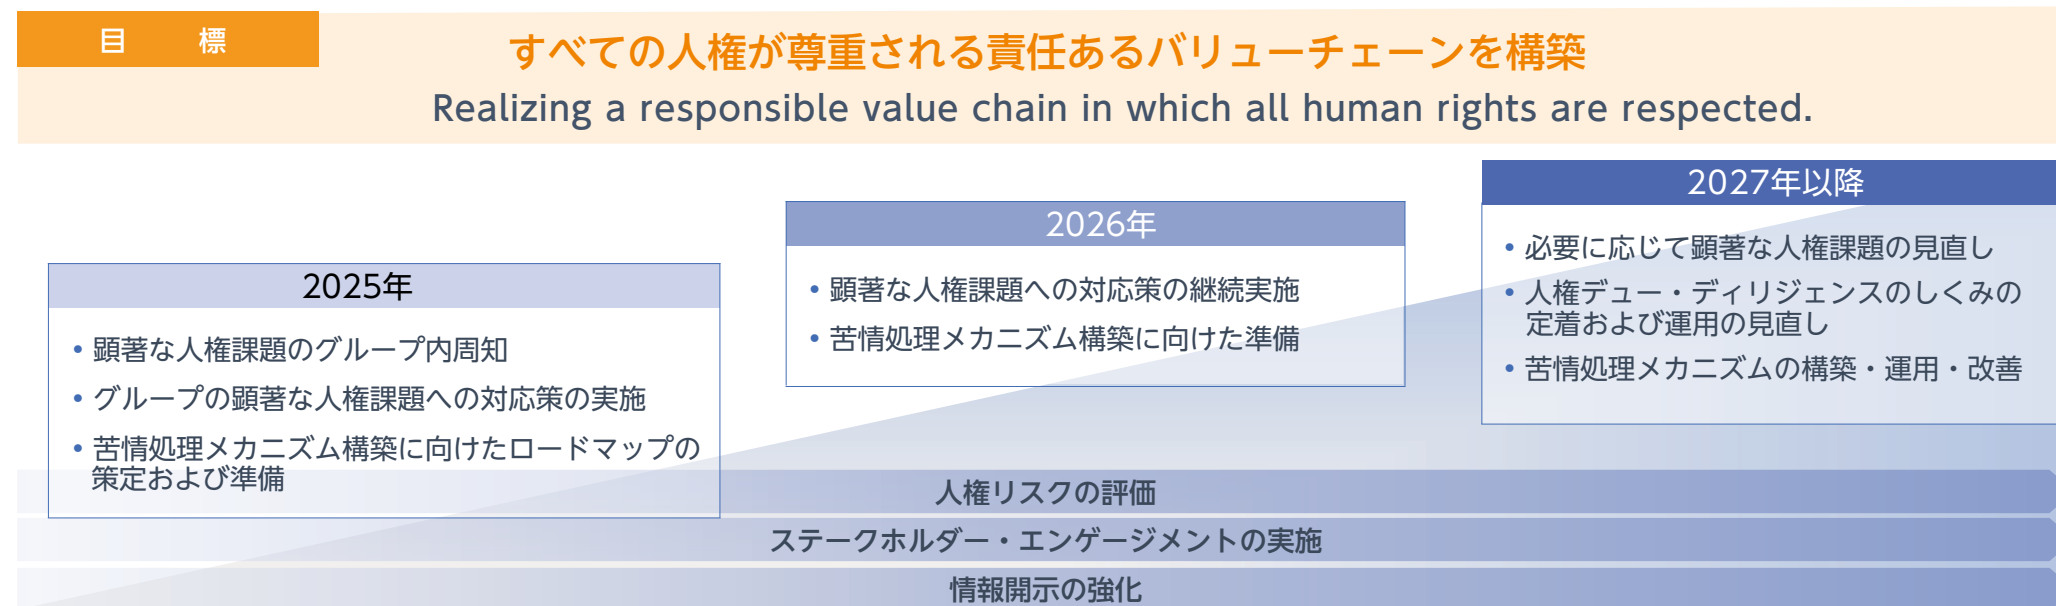 目 標
すべての人権が尊重される責任あるバリューチェーンを構築
Realizing a responsible value chain in which all human rights are respected.
2025年
• 顕著な人権課題のグループ内周知
• グループの顕著な人権課題への対応策の実施
• 苦情処理メカニズム構築に向けたロードマップの
策定および準備
2026年
• 顕著な人権課題への対応策の継続実施
• 苦情処理メカニズム構築に向けた準備
2027年以降
• 必要に応じて顕著な人権課題の見直し
• 人権デュー・ディリジェンスのしくみの
定着および運用の見直し
• 苦情処理メカニズムの構築・運用・改善
人権リスクの評価
ステークホルダー・エンゲージメントの実施
情報開示の強化